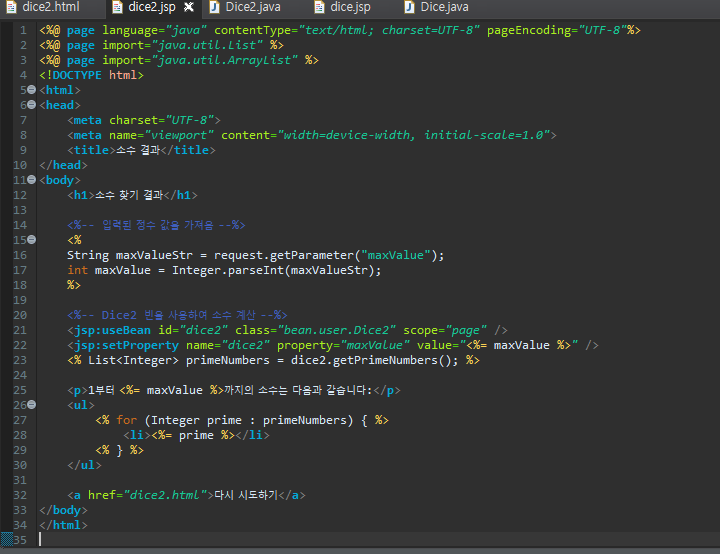 dice2.html dice2.jsp Dice2.java dice.jsp Dice.java
1 <%@ page language="java" contentType="text/html; charset=UTF-8" pageEncoding="UTF-8"%>
2 <%@ page import="java.util.List" %>
3 <%@ page import="java.util.ArrayList" %>
4 <!DOCTYPE html>
5 <html>
6 <head>
7 <meta charset="UTF-8">
8 <meta name="viewport" content="width=device-width, initial-scale=1.0">
9 <title>소수 결과</title>
10 </head>
11 <body>
12 <h1>소수 찾기 결과</h1>
13
14 <%-- 입력된 정수 값을 가져옴 --%>
15 <%
16 String maxValueStr = request.getParameter("maxValue");
17 int maxValue = Integer.parseInt(maxValueStr);
18 %>
19
20 <%-- Dice2 빈을 사용하여 소수 계산 --%>
21 <jsp:useBean id="dice2" class="bean.user.Dice2" scope="page" />
22 <jsp:setProperty name="dice2" property="maxValue" value="<%= maxValue %>" />
23 <% List<Integer> primeNumbers = dice2.getPrimeNumbers(); %>
24
25 <p>1부터 <%= maxValue %>까지의 소수는 다음과 같습니다:</p>
26 <ul>
27 <% for (Integer prime : primeNumbers) { %>
28 <li><%= prime %></li>
29 <% } %>
30 </ul>
31
32 <a href="dice2.html">다시 시도하기</a>
33 </body>
34 </html>
35